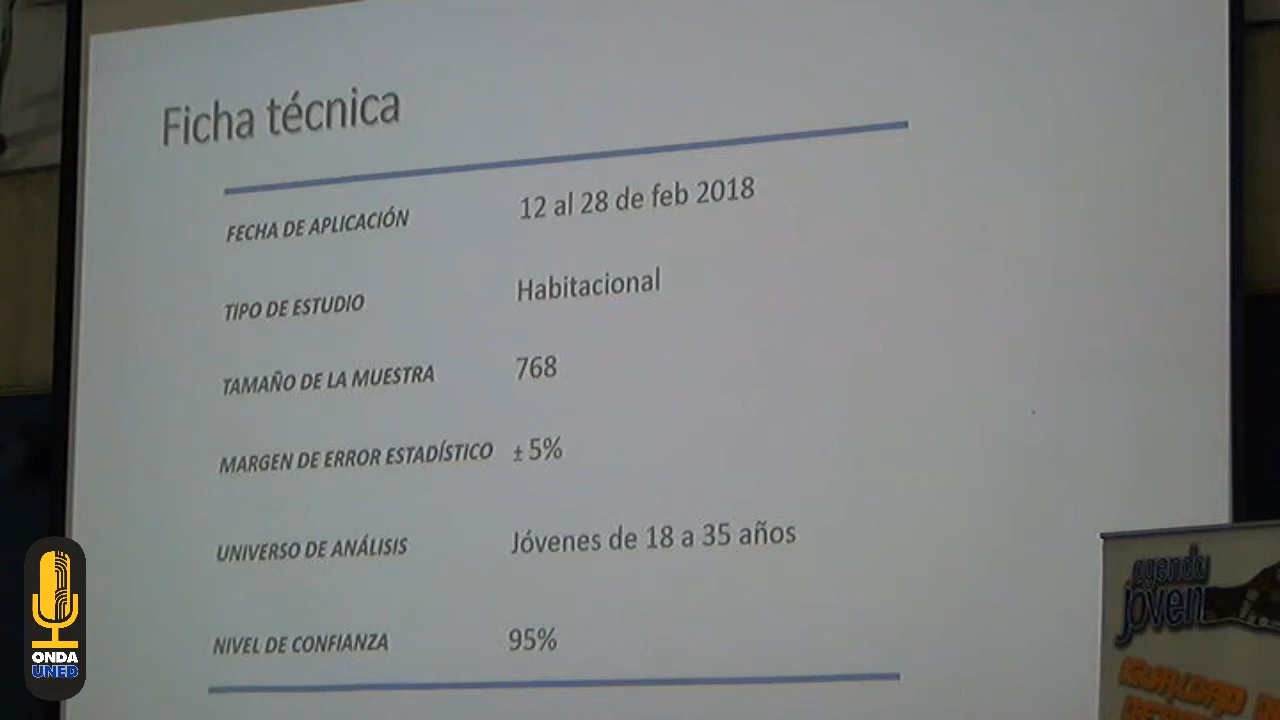 Ficha técnica
FECHA DE APLICACIÓN 12 al 28 de feb 2018
TIPO DE ESTUDIO Habitacional
TAMAÑO DE LA MUESTRA 768
MARGEN DE ERROR ESTADÍSTICO ± 5%
UNIVERSO DE ANÁLISIS Jóvenes de 18 a 35 años
NIVEL DE CONFIANZA 95%
ONDA
UNED
agenda
joven
IGUALDAD